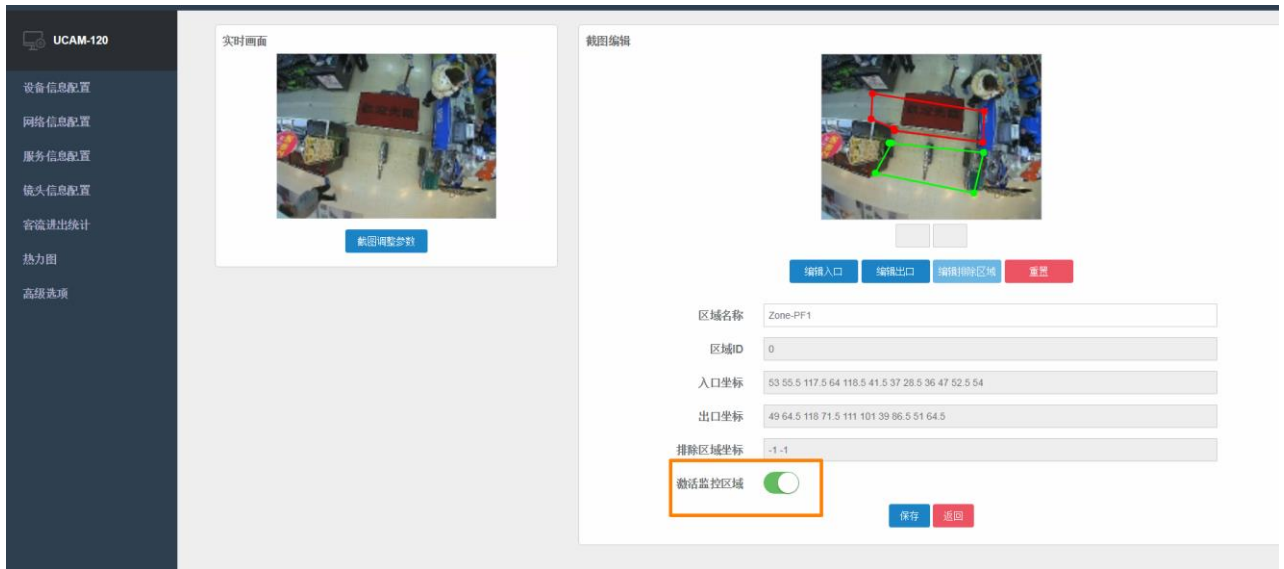 UCAM-120
设备信息配置
网络信息配置
服务信息配置
镜头信息配置
客流进出统计
热力图
高级选项
实时画面
截图调整参数
截图编辑
编辑入口 编辑出口 编辑排除区域 重置
区域名称 Zone-PF1
区域ID 0
入口坐标 53 55.5 117.5 64 118.5 41.5 37 28.5 36 47 52.5 54
出口坐标 49 64.5 118 71.5 111 101 39 86.5 51 64.5
排除区域坐标 -1 -1
激活监控区域
保存 返回